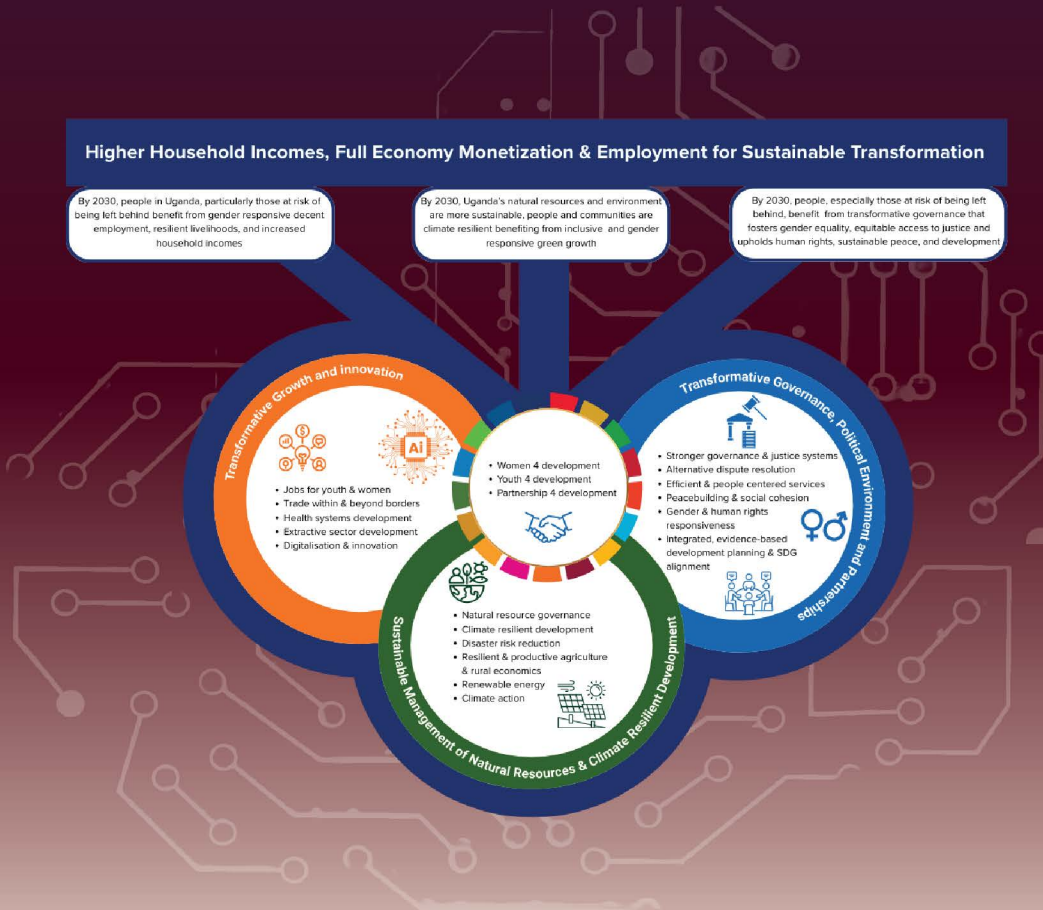 Higher Household Incomes, Full Economy Monetization & Employment for Sustainable Transformation
By 2030, people in Uganda, particularly those at risk of
being left behind benefit from gender responsive decent
employment, resilient livelihoods, and increased
household incomes
By 2030, Uganda's natural resources and environment
are more sustainable, people and communities are
climate resilient benefiting from inclusive and gender
responsive green growth
By 2030, people, especially those at risk of being left
behind, benefit from transformative governance that
fosters gender equality, equitable access to justice and
upholds human rights, sustainable peace, and development
Transformative Growth and innovation
Ai
• Jobs for youth & women
• Trade within & beyond borders
• Health systems development
• Extractive sector development
• Digitalisation & innovation
• Women 4 development
• Youth 4 development
• Partnership 4 development
Transformative Governance, Political Environment and Partnerships
• Stronger governance & justice systems
• Alternative dispute resolution
• Efficient & people centered services
• Peacebuilding & social cohesion
• Gender & human rights
responsiveness
• Integrated, evidence-based
development planning & SDG
alignment
• Natural resource governance
• Climate resilient development
• Disaster risk reduction
• Resilient & productive agriculture
& rural economics
• Renewable energy
• Climate action
Sustainable Management of Natural Resources & Climate Resilient Development